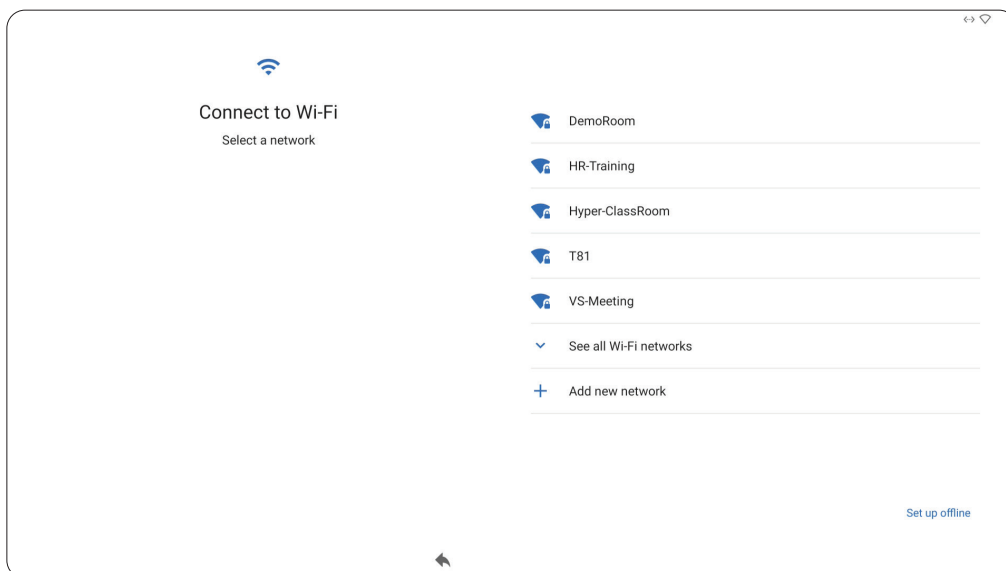 Connect to Wi-Fi
Select a network
DemoRoom
HR-Training
Hyper-ClassRoom
T81
VS-Meeting
See all Wi-Fi networks
Add new network
Set up offline